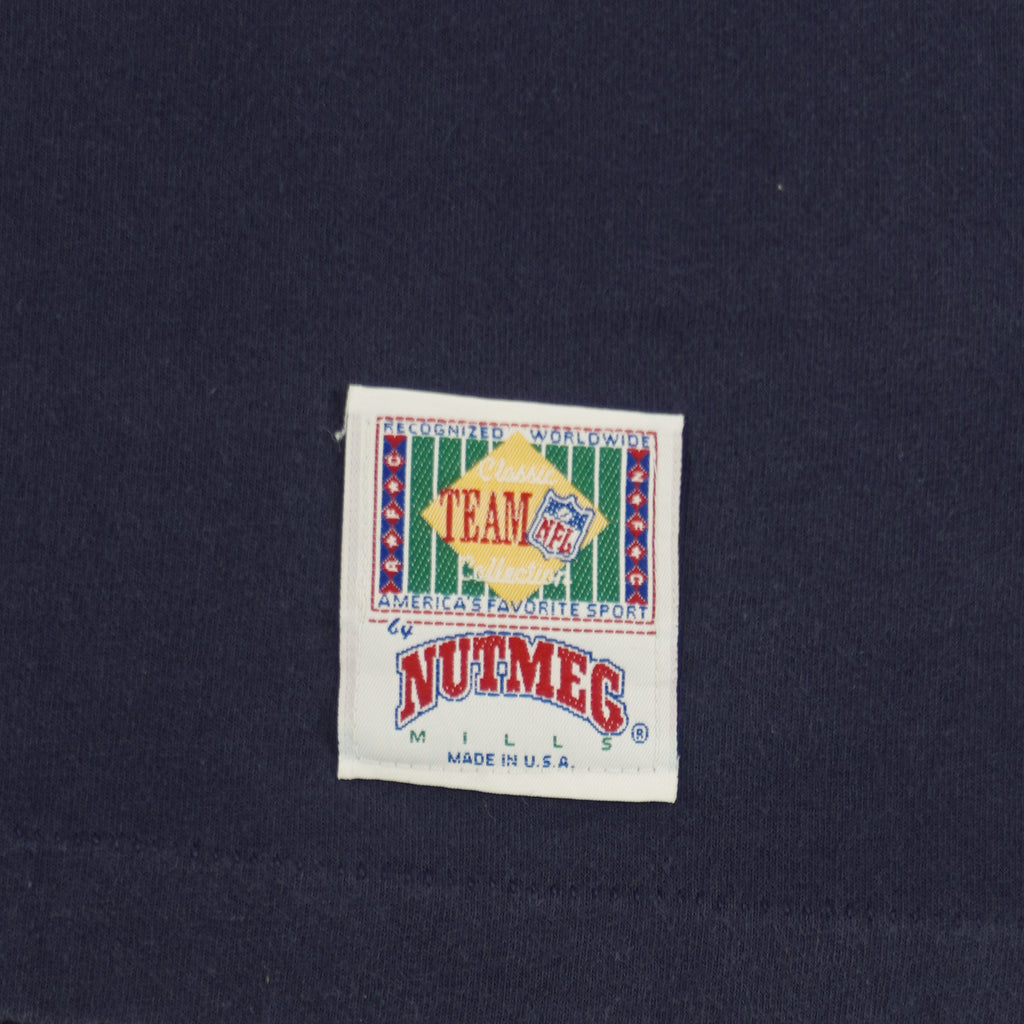 RECOGNIZED WORLDWIDE
Classic
TEAM
NFL
Collection
AMERICA'S FAVORITE SPORT
by
NUTMEG
MILLS®
MADE IN U.S.A.